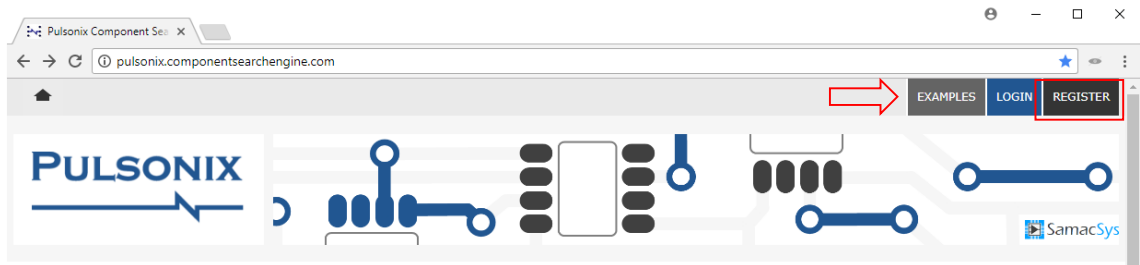 Pulsonix Component Sea
pulsonix.componentsearchengine.com
EXAMPLES LOGIN REGISTER
PULSONIX
SamacSys